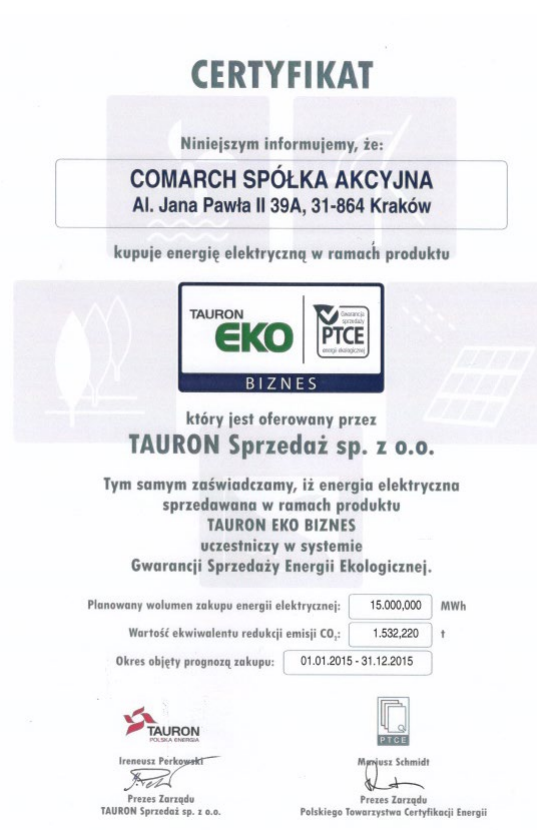 CERTYFIKAT
Niniejszym informujemy, że:
COMARCH SPÓŁKA AKCYJNA
Al. Jana Pawła II 39A, 31-864 Kraków
kupuje energię elektryczną w ramach produktu
TAURON
EKO
Gwarancja
sprzedaży
PTCE
energii ekologicznej
BIZNES
który jest oferowany przez
TAURON Sprzedaż sp. z o.o.
Tym samym zaświadczamy, iż energia elektryczna
sprzedawana w ramach produktu
TAURON EKO BIZNES
uczestniczy w systemie
Gwarancji Sprzedaży Energii Ekologicznej.
Planowany wolumen zakupu energii elektrycznej: 15.000,000 MWh
Wartość ekwiwalentu redukcji emisji CO₂: 1.532,220 t
Okres objęty prognozą zakupu: 01.01.2015 - 31.12.2015
TAURON
POLSKA ENERGIA
Ireneusz Perkowski
Prezes Zarządu
TAURON Sprzedaż sp. z o.o.
PTCE
Mariusz Schmidt
Prezes Zarządu
Polskiego Towarzystwa Certyfikacji Energii